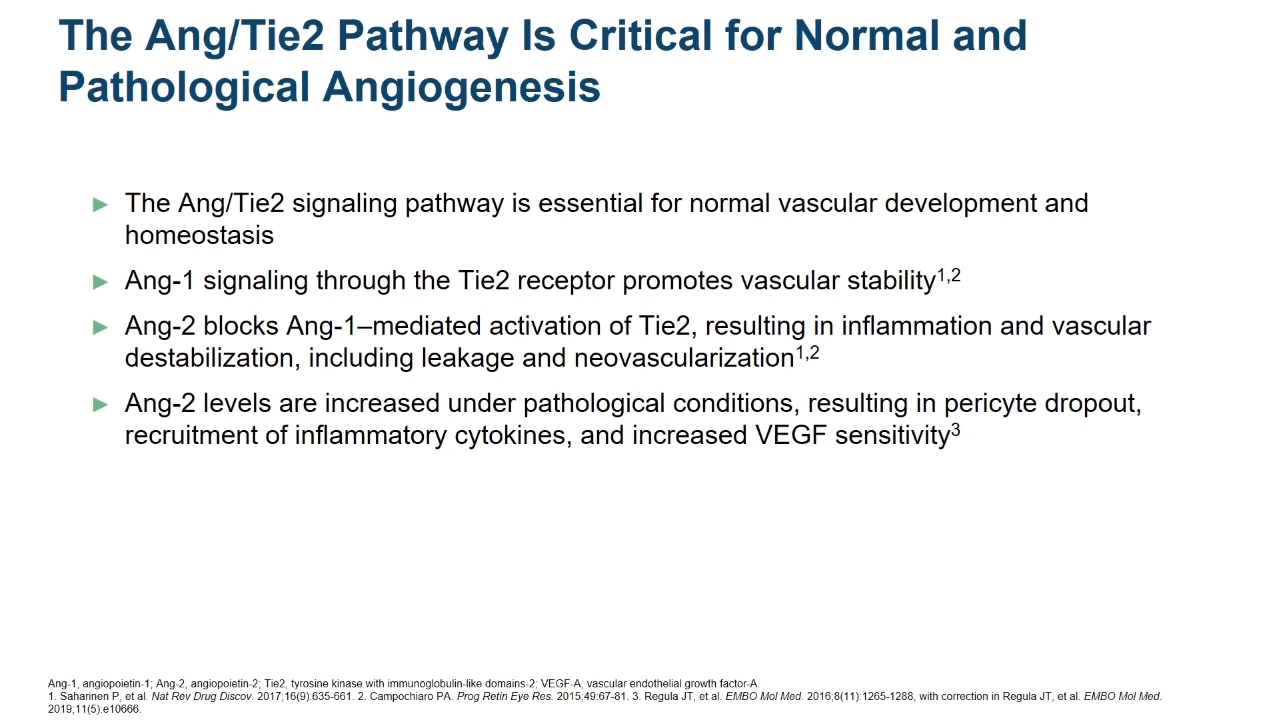 The Ang/Tie2 Pathway Is Critical for Normal and
Pathological Angiogenesis
► The Ang/Tie2 signaling pathway is essential for normal vascular development and
homeostasis
► Ang-1 signaling through the Tie2 receptor promotes vascular stability1,2
► Ang-2 blocks Ang-1–mediated activation of Tie2, resulting in inflammation and vascular
destabilization, including leakage and neovascularization1,2
► Ang-2 levels are increased under pathological conditions, resulting in pericyte dropout,
recruitment of inflammatory cytokines, and increased VEGF sensitivity3
Ang-1, angiopoietin-1; Ang-2, angiopoietin-2; Tie2, tyrosine kinase with immunoglobulin-like domains-2; VEGF-A, vascular endothelial growth factor-A
1. Saharinen P, et al. Nat Rev Drug Discov. 2017;16(9):635-661. 2. Campochiaro PA. Prog Retin Eye Res. 2015;49:67-81. 3. Regula JT, et al. EMBO Mol Med. 2016;8(11):1265-1288, with correction in Regula JT, et al. EMBO Mol Med.
2019;11(5):e10666.